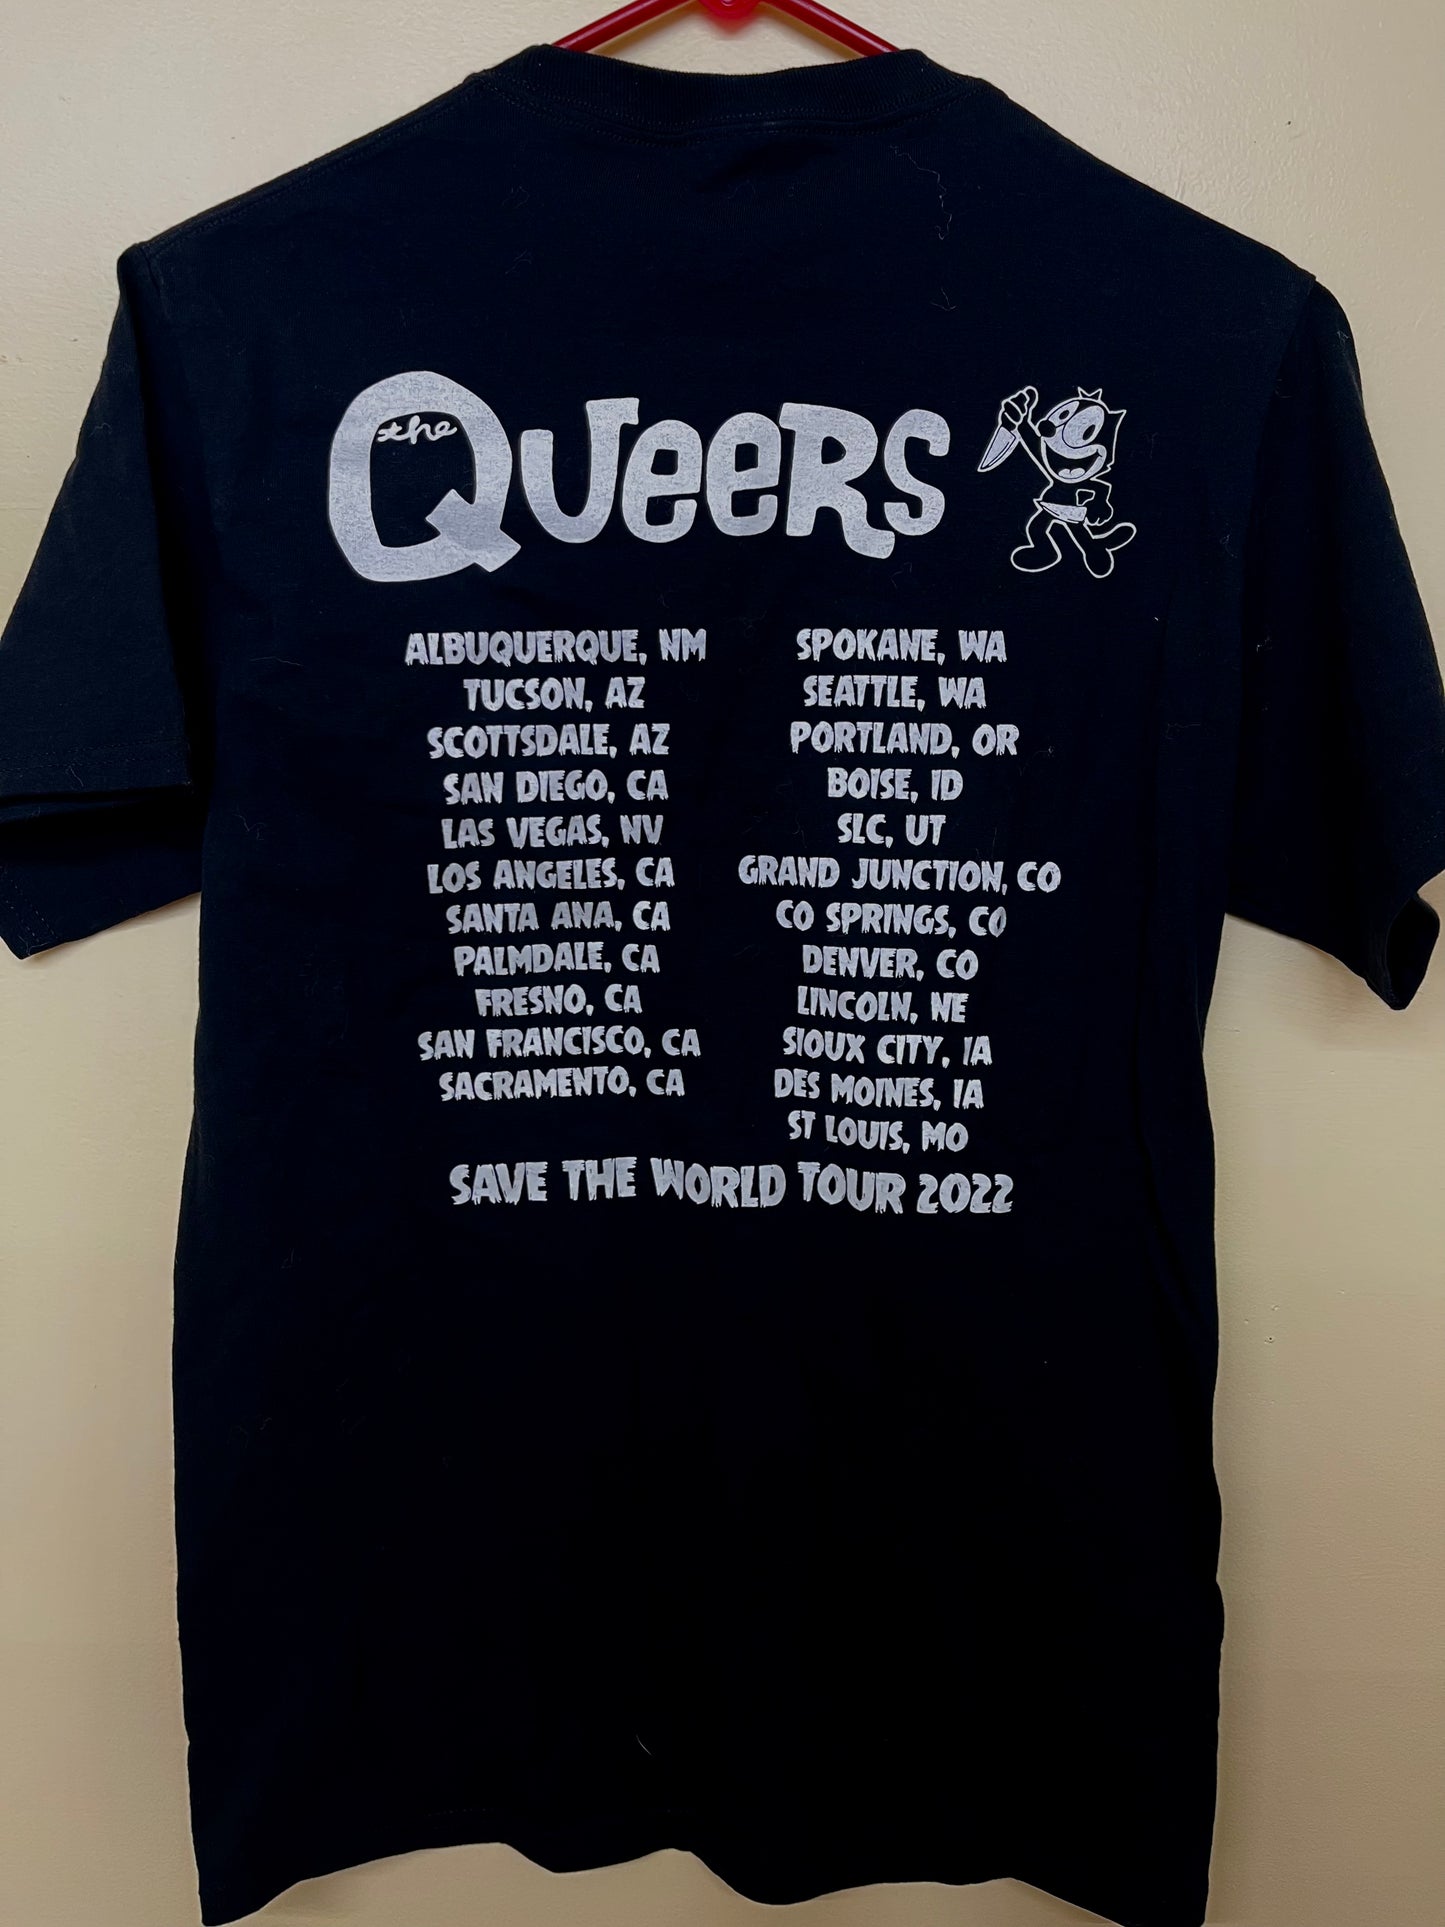 the Queers
ALBUQUERQUE, NM
TUCSON, AZ
SCOTTSDALE, AZ
SAN DIEGO, CA
LAS VEGAS, NV
LOS ANGELES, CA
SANTA ANA, CA
PALMDALE, CA
FRESNO, CA
SAN FRANCISCO, CA
SACRAMENTO, CA
SPOKANE, WA
SEATTLE, WA
PORTLAND, OR
BOISE, ID
SLC, UT
GRAND JUNCTION, CO
CO SPRINGS, CO
DENVER, CO
LINCOLN, NE
SIOUX CITY, IA
DES MOINES, IA
ST LOUIS, MO
SAVE THE WORLD TOUR 2022